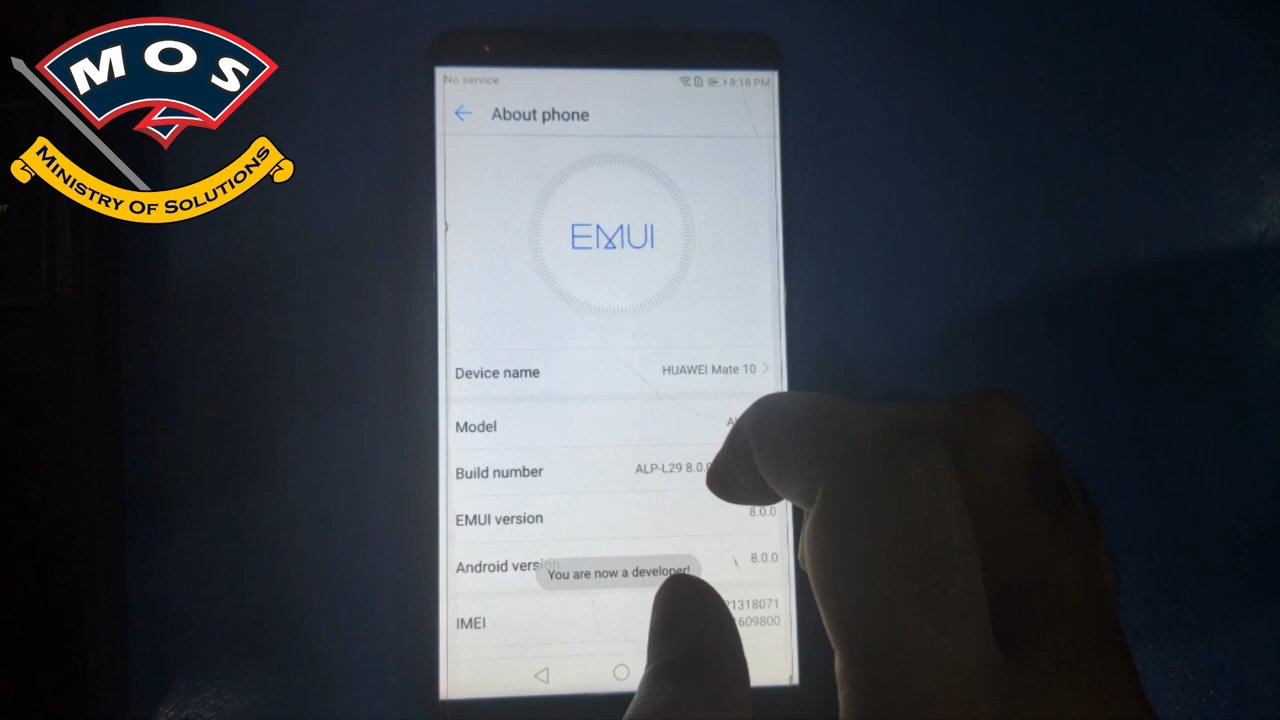 MOS
MINISTRY OF SOLUTIONS
No service
8:18 PM
About phone
EMUI
Device name
HUAWEI Mate 10
Model
Build number
ALP-L29 8.0.0
EMUI version
8.0.0
Android version
8.0.0
You are now a developer!
IMEI
21318071
609800